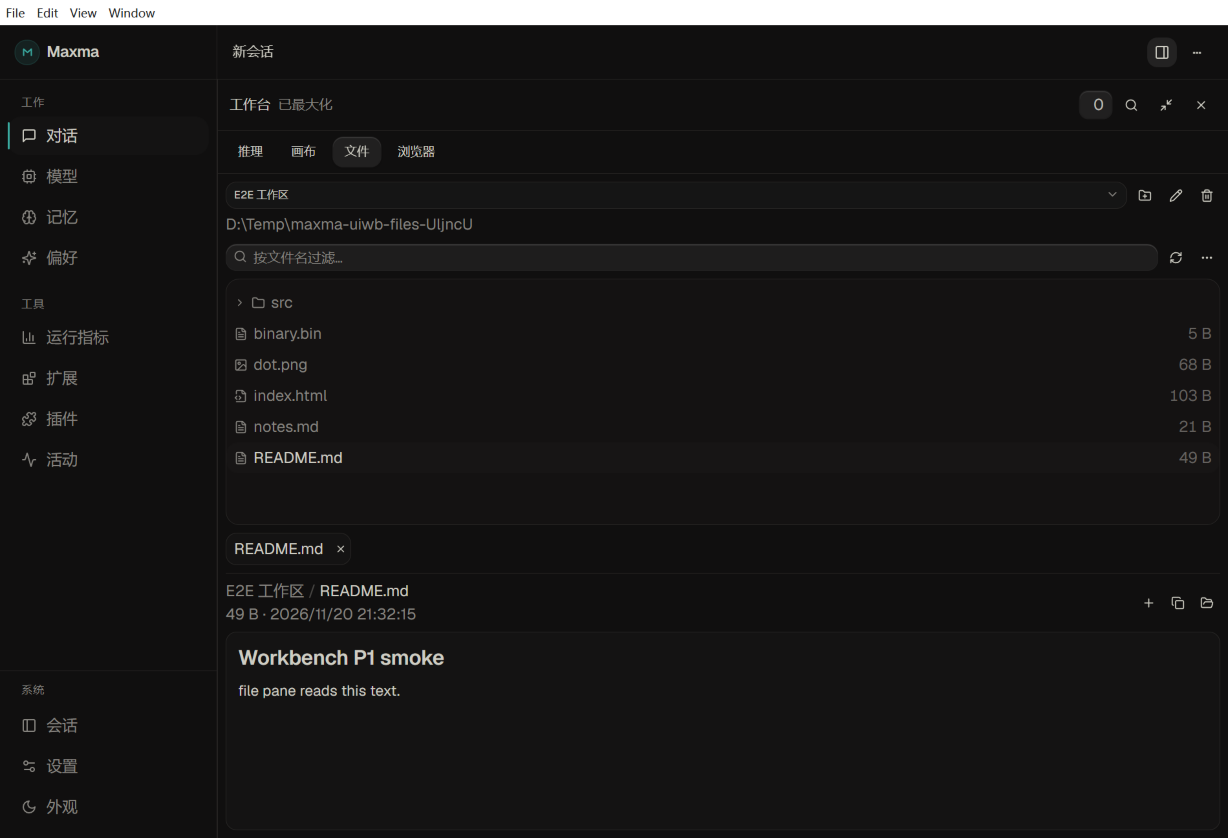 File Edit View Window
Maxma
新会话
工作台 已最大化
0
工作
对话
模型
记忆
偏好
工具
运行指标
扩展
插件
活动
系统
会话
设置
外观
推理 画布 文件 浏览器
E2E 工作区
D:\Temp\maxma-uiwb-files-UljncU
按文件名过滤...
src
binary.bin 5 B
dot.png 68 B
index.html 103 B
notes.md 21 B
README.md 49 B
README.md ×
E2E 工作区 / README.md
49 B · 2026/11/20 21:32:15
Workbench P1 smoke
file pane reads this text.